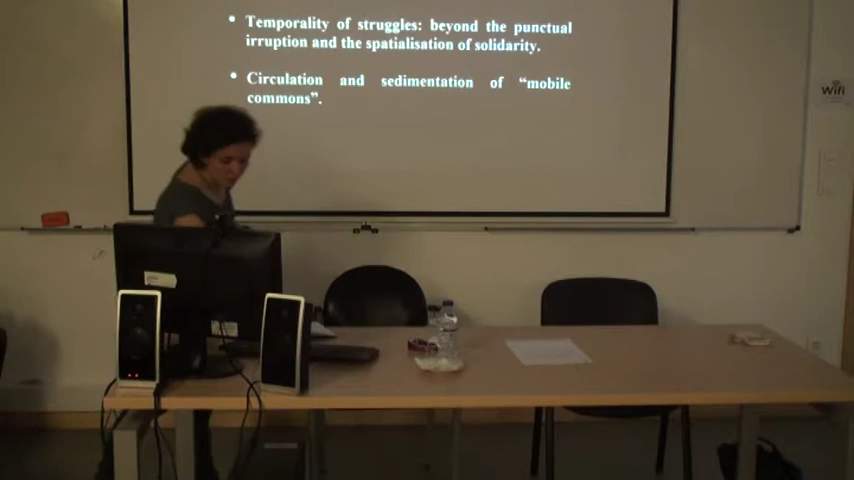 • Temporality of struggles: beyond the punctual
irruption and the spatialisation of solidarity.
• Circulation and sedimentation of “mobile
commons”.
wifi